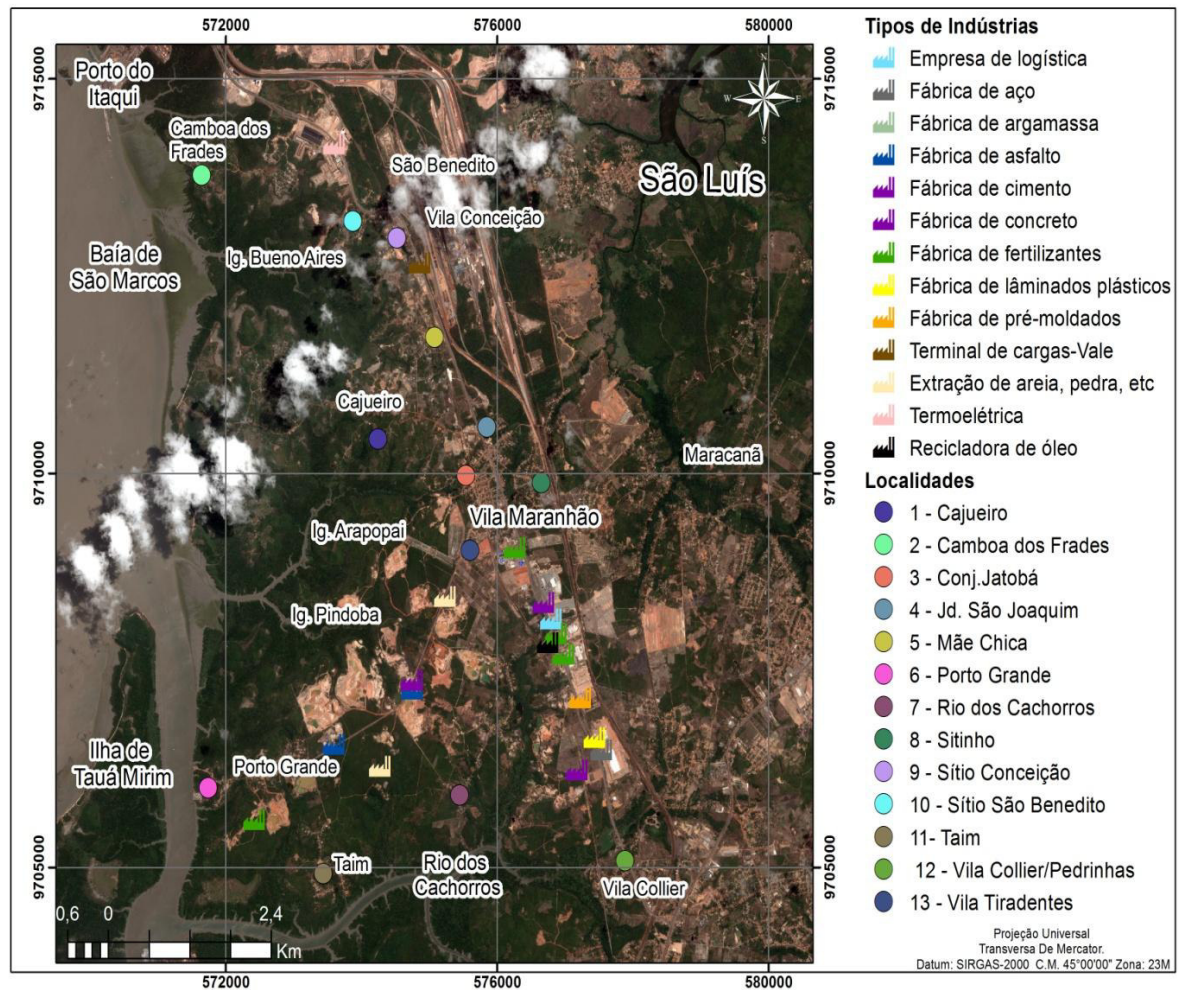 572000 576000 580000
9715000
9710000
9705000
Porto do
Itaqui
Camboa dos
Frades
São Benedito
Vila Conceição
São Luís
N
W E
S
Baía de
São Marcos
Ig. Bueno Aires
Cajueiro
Maracanã
Vila Maranhão
Ig. Arapopai
Ig. Pindoba
Ilha de
Tauá Mirim
Porto Grande
Taim
Rio dos
Cachorros
Vila Collier
0,6 0 2,4
Km
9715000
9710000
9705000
572000 576000 580000
Tipos de Indústrias
Empresa de logística
Fábrica de aço
Fábrica de argamassa
Fábrica de asfalto
Fábrica de cimento
Fábrica de concreto
Fábrica de fertilizantes
Fábrica de lâminados plásticos
Fábrica de pré-moldados
Terminal de cargas-Vale
Extração de areia, pedra, etc
Termoelétrica
Recicladora de óleo
Localidades
1 - Cajueiro
2 - Camboa dos Frades
3 - Conj.Jatobá
4 - Jd. São Joaquim
5 - Mãe Chica
6 - Porto Grande
7 - Rio dos Cachorros
8 - Sitinho
9 - Sítio Conceição
10 - Sítio São Benedito
11- Taim
12 - Vila Collier/Pedrinhas
13 - Vila Tiradentes
Projeção Universal
Transversa De Mercator.
Datum: SIRGAS-2000 C.M. 45°00'00" Zona: 23M